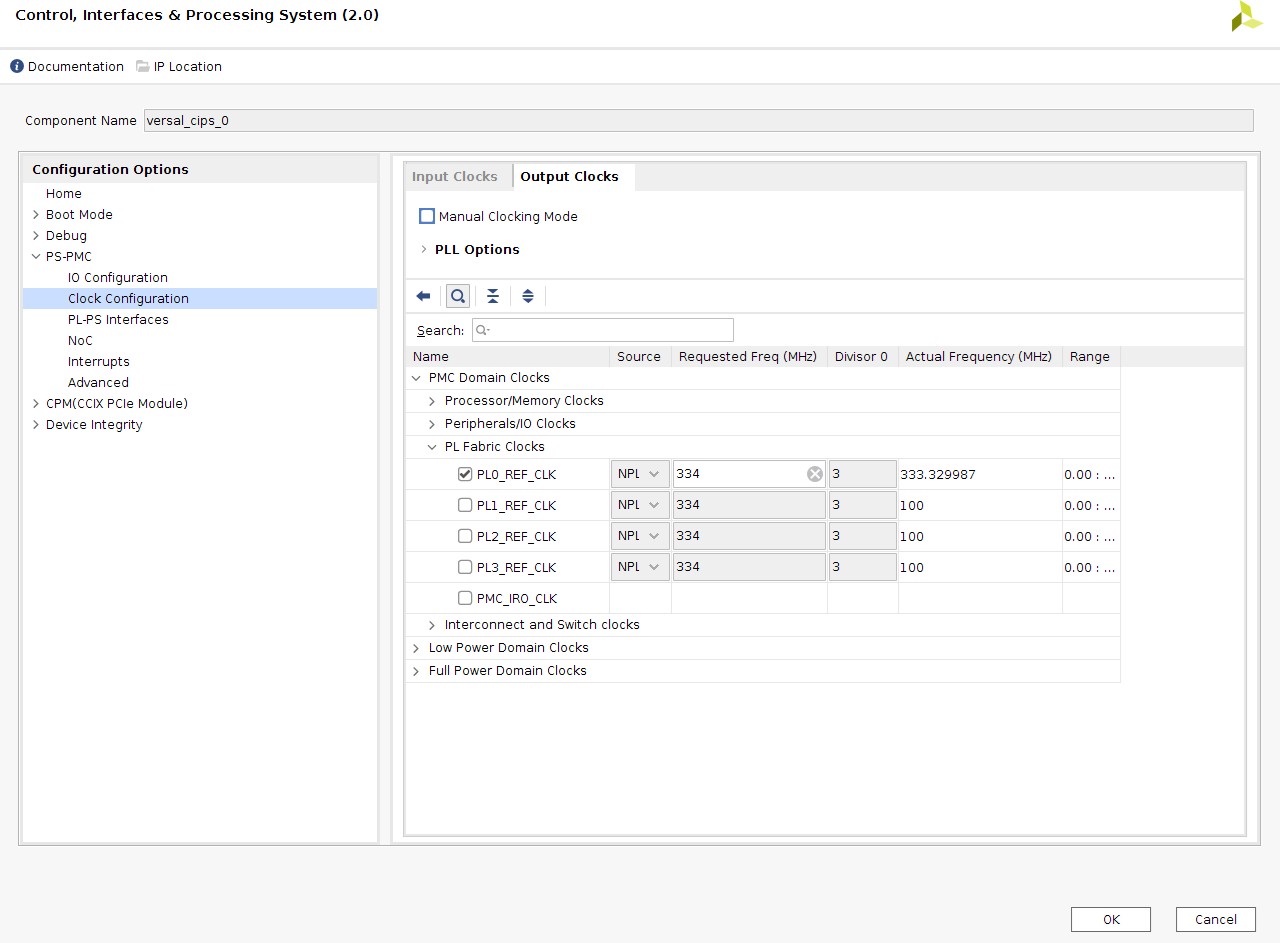 Control, Interfaces & Processing System (2.0)
Documentation IP Location
Component Name versal_cips_0
Configuration Options
Home
Boot Mode
Debug
PS-PMC
IO Configuration
Clock Configuration
PL-PS Interfaces
NoC
Interrupts
Advanced
CPM(CCIX PCIe Module)
Device Integrity
Input Clocks Output Clocks
Manual Clocking Mode
PLL Options
Search:
Name Source Requested Freq (MHz) Divisor 0 Actual Frequency (MHz) Range
PMC Domain Clocks
Processor/Memory Clocks
Peripherals/IO Clocks
PL Fabric Clocks
PL0_REF_CLK NPL 334 3 333.329987 0.00 : ...
PL1_REF_CLK NPL 334 3 100 0.00 : ...
PL2_REF_CLK NPL 334 3 100 0.00 : ...
PL3_REF_CLK NPL 334 3 100 0.00 : ...
PMC_IRO_CLK
Interconnect and Switch clocks
Low Power Domain Clocks
Full Power Domain Clocks
OK Cancel